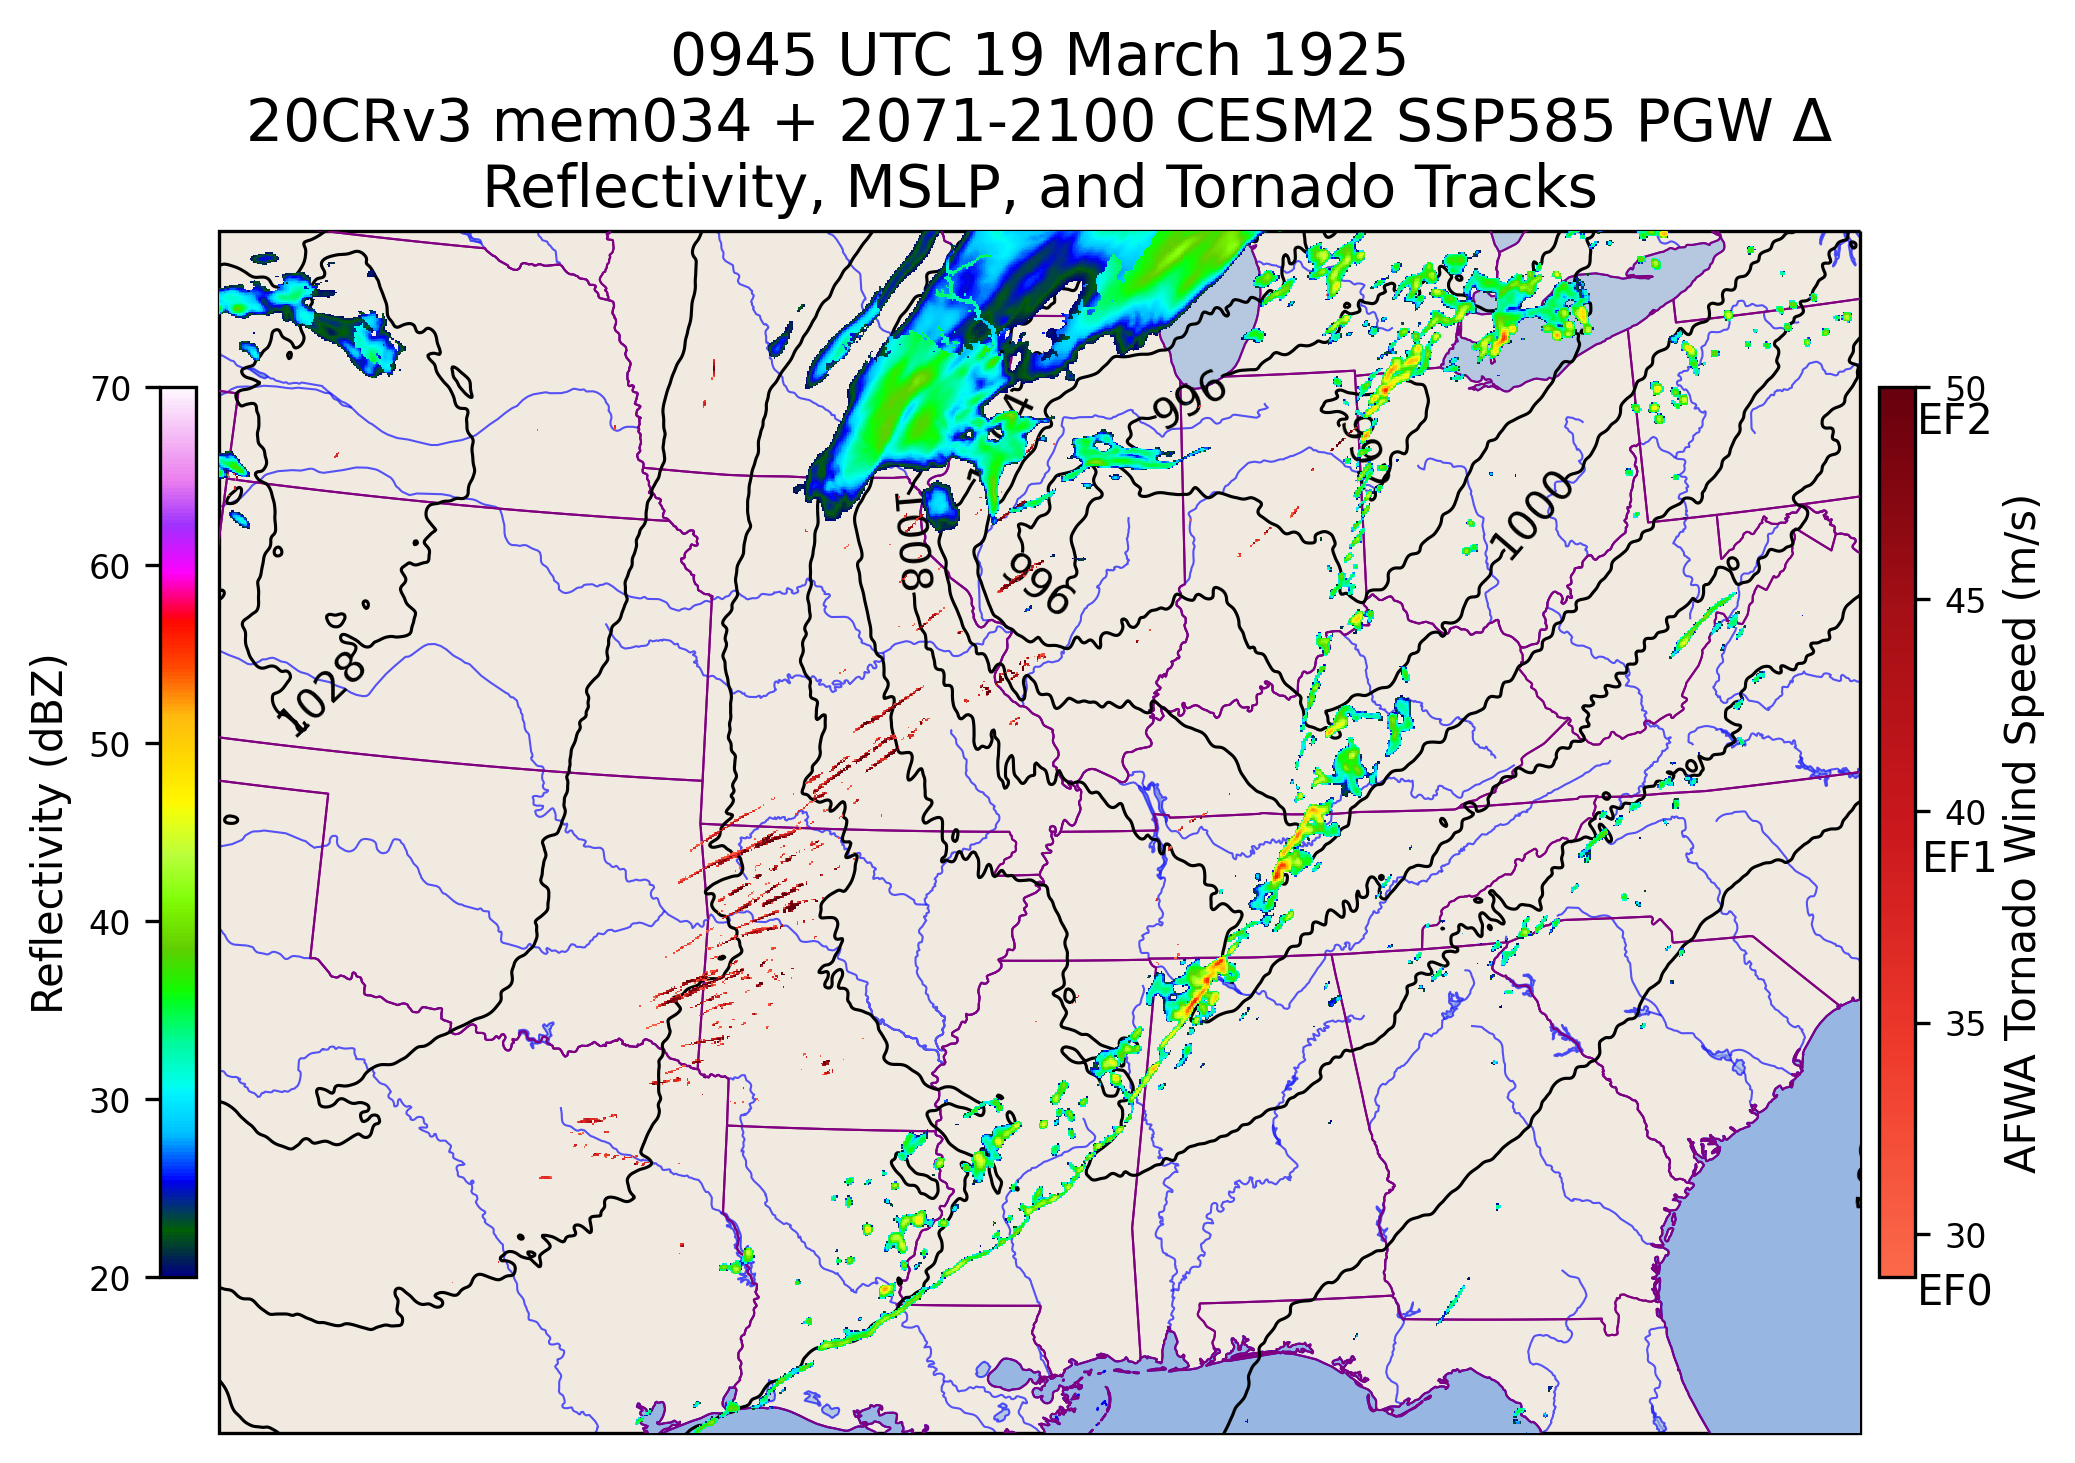 0945 UTC 19 March 1925
20CRv3 mem034 + 2071-2100 CESM2 SSP585 PGW Δ
Reflectivity, MSLP, and Tornado Tracks
70
60
50
40
30
20
Reflectivity (dBZ)
1028
1008
996
996
1000
50
EF2
45
40
EF1
35
30
EF0
AFWA Tornado Wind Speed (m/s)